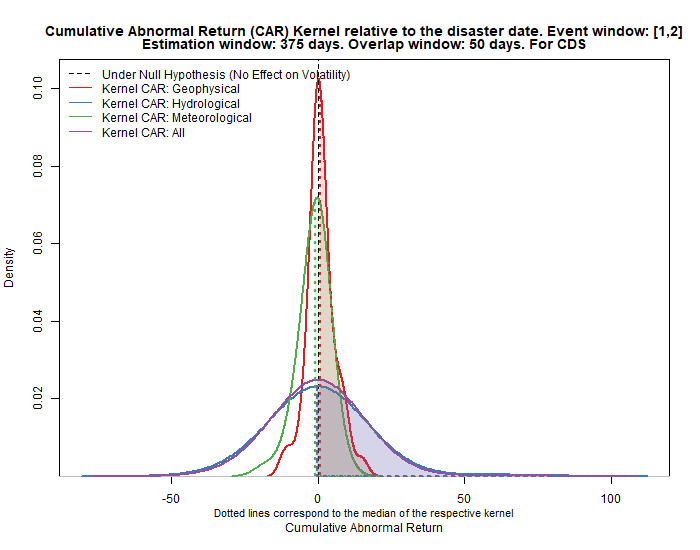 Cumulative Abnormal Return (CAR) Kernel relative to the disaster date. Event window: [1,2]
Estimation window: 375 days. Overlap window: 50 days. For CDS
Under Null Hypothesis (No Effect on Volatility)
Kernel CAR: Geophysical
Kernel CAR: Hydrological
Kernel CAR: Meteorological
Kernel CAR: All
Density
0.10
0.08
0.06
0.04
0.02
-50 0 50 100
Dotted lines correspond to the median of the respective kernel
Cumulative Abnormal Return